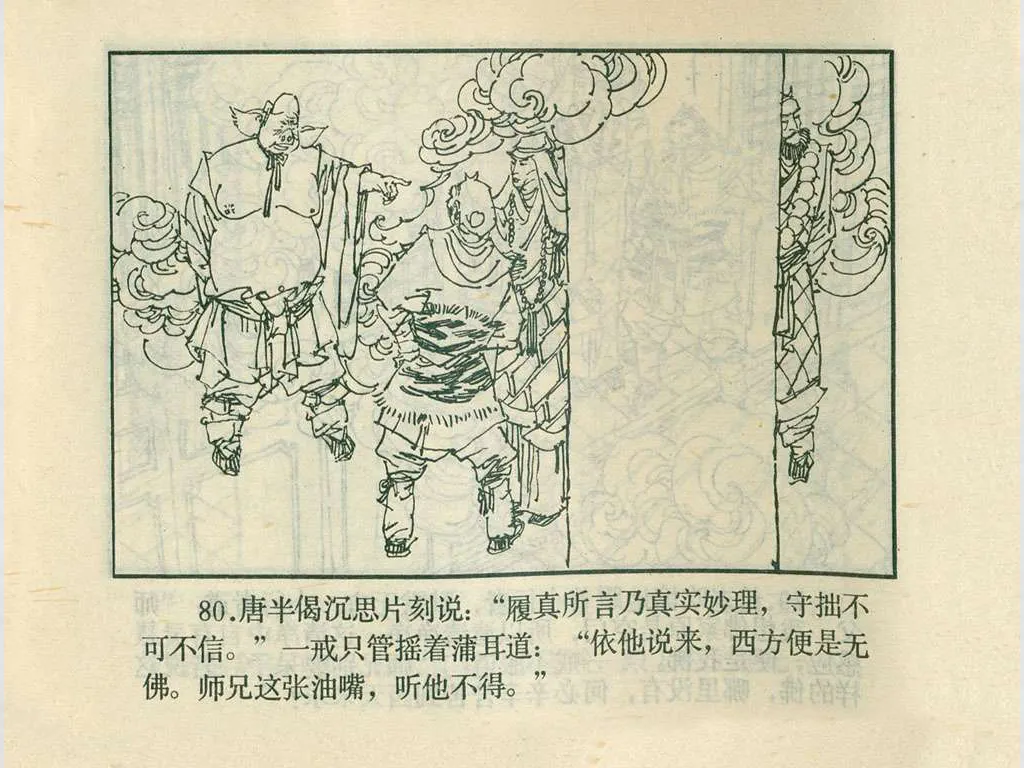 80.唐半偈沉思片刻说：“履真所言乃真实妙理，守拙不
可不信。”一戒只管摇着蒲耳道：“依他说来，西方便是无
佛。师兄这张油嘴，听他不得。”